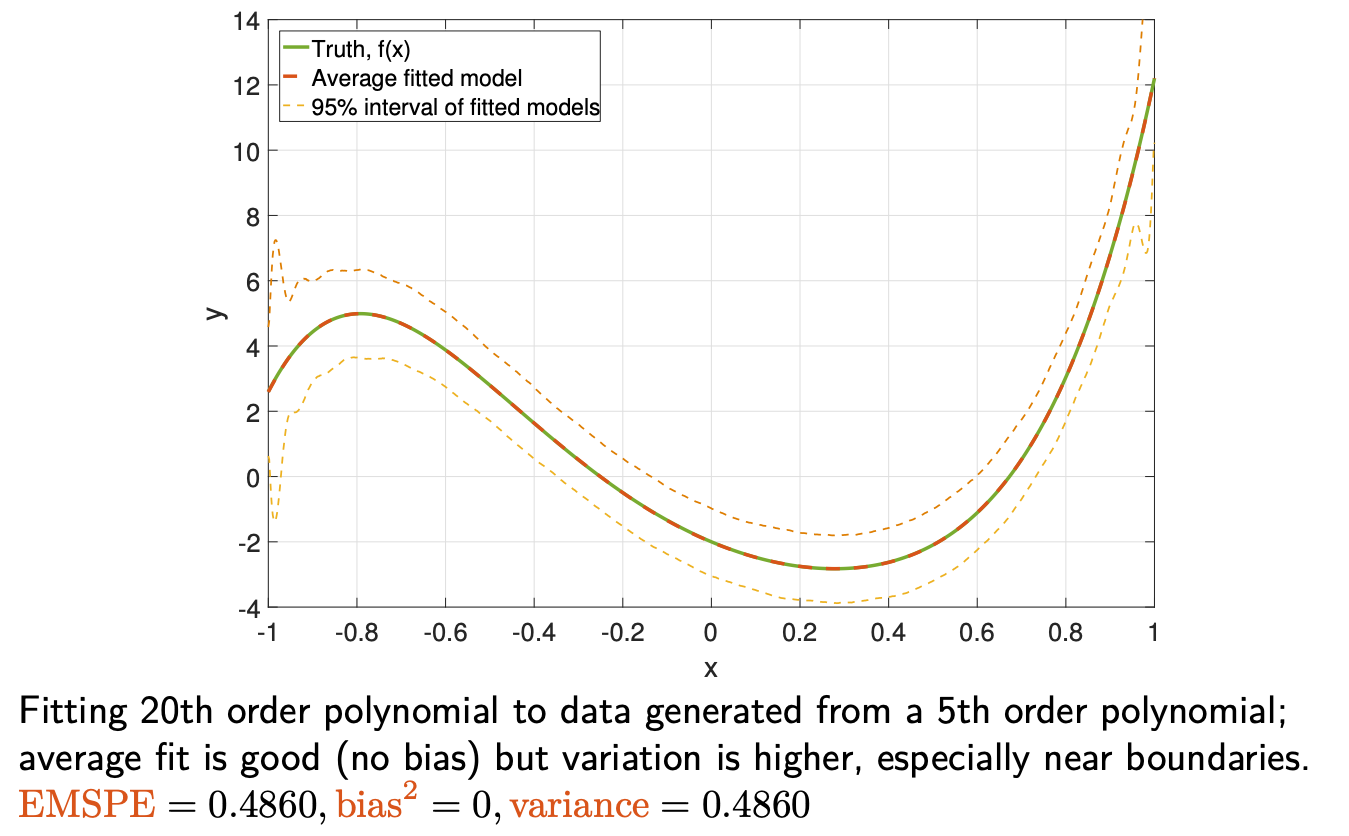 14
12
10
8
6
4
2
0
-2
-4
y
Truth, f(x)
Average fitted model
95% interval of fitted models
-1 -0.8 -0.6 -0.4 -0.2 0 0.2 0.4 0.6 0.8 1
x
Fitting 20th order polynomial to data generated from a 5th order polynomial;
average fit is good (no bias) but variation is higher, especially near boundaries.
EMSPE = 0.4860, bias² = 0, variance = 0.4860